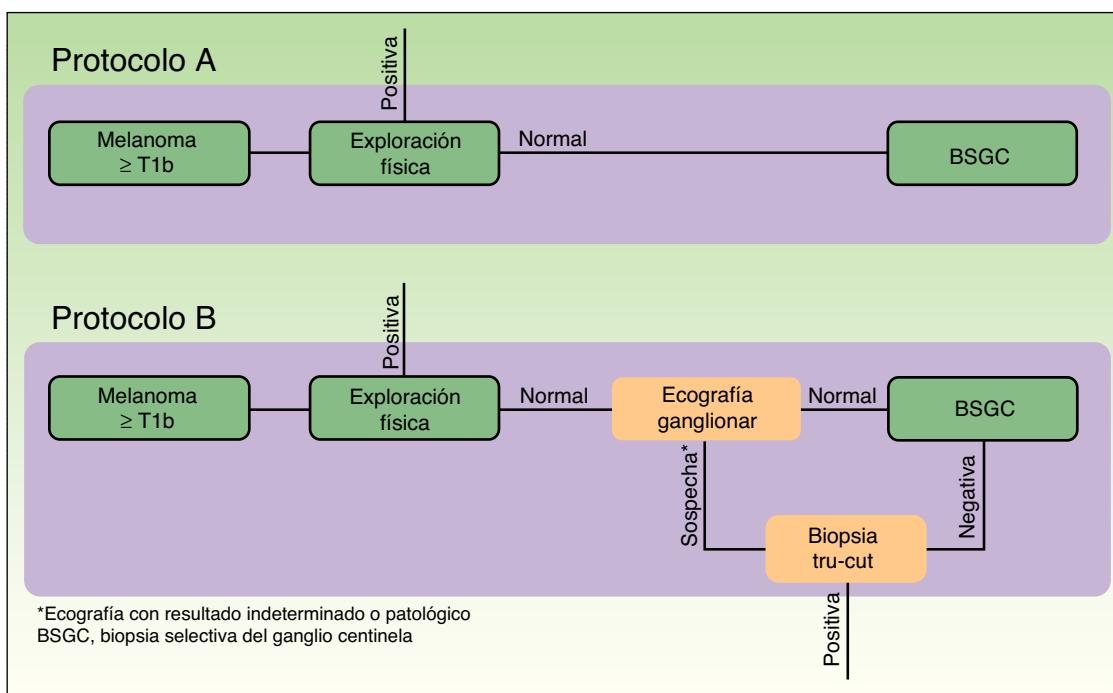 Protocolo A
Positiva
Melanoma
≥ T1b
Exploración
física
Normal
BSGC
Protocolo B
Positiva
Melanoma
≥ T1b
Exploración
física
Normal
Ecografía
ganglionar
Normal
BSGC
Sospecha*
Biopsia
tru-cut
Negativa
Positiva
*Ecografía con resultado indeterminado o patológico
BSGC, biopsia selectiva del ganglio centinela